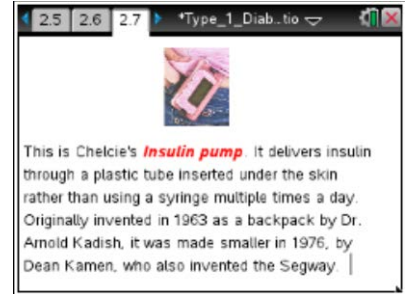 2.5 2.6 2.7 *Type_1_Diab...tio
This is Chelcie's Insulin pump. It delivers insulin
through a plastic tube inserted under the skin
rather than using a syringe multiple times a day.
Originally invented in 1963 as a backpack by Dr.
Arnold Kadish, it was made smaller in 1976, by
Dean Kamen, who also invented the Segway.